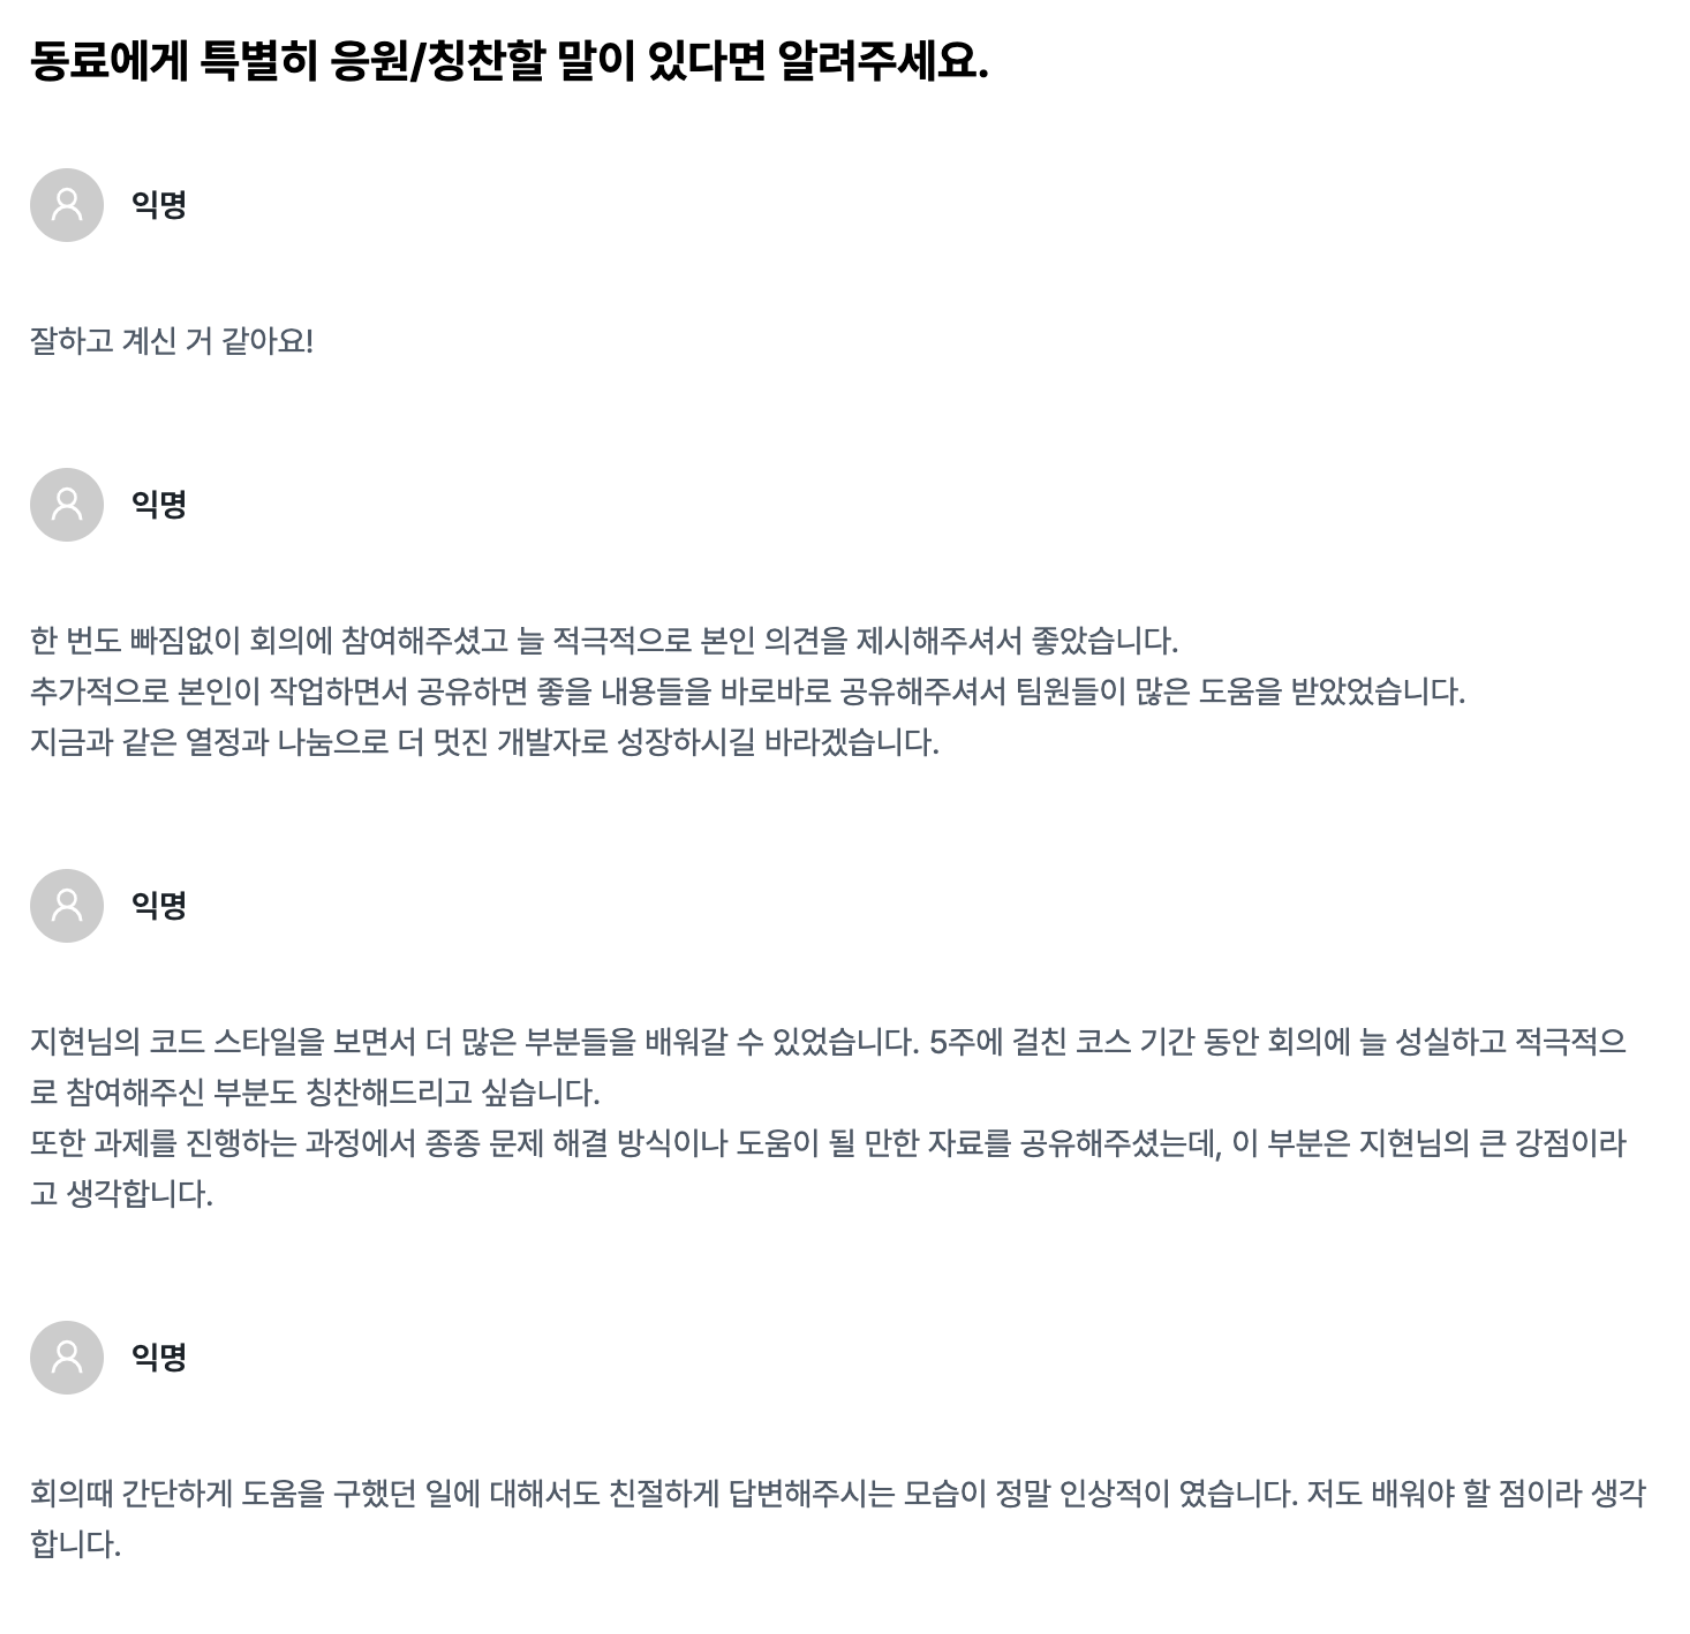 동료에게 특별히 응원/칭찬할 말이 있다면 알려주세요.
익명
잘하고 계신 거 같아요!
익명
한 번도 빠짐없이 회의에 참여해주셨고 늘 적극적으로 본인 의견을 제시해주셔서 좋았습니다.
추가적으로 본인이 작업하면서 공유하면 좋을 내용들을 바로바로 공유해주셔서 팀원들이 많은 도움을 받았었습니다.
지금과 같은 열정과 나눔으로 더 멋진 개발자로 성장하시길 바라겠습니다.
익명
지현님의 코드 스타일을 보면서 더 많은 부분들을 배워갈 수 있었습니다. 5주에 걸친 코스 기간 동안 회의에 늘 성실하고 적극적으
로 참여해주신 부분도 칭찬해드리고 싶습니다.
또한 과제를 진행하는 과정에서 종종 문제 해결 방식이나 도움이 될 만한 자료를 공유해주셨는데, 이 부분은 지현님의 큰 강점이라
고 생각합니다.
익명
회의때 간단하게 도움을 구했던 일에 대해서도 친절하게 답변해주시는 모습이 정말 인상적이 였습니다. 저도 배워야 할 점이라 생각
합니다.